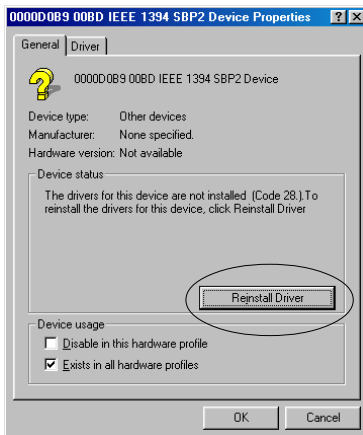 0000D0B9 00BD IEEE 1394 SBP2 Device Properties
General Driver
0000D0B9 00BD IEEE 1394 SBP2 Device
Device type: Other devices
Manufacturer: None specified.
Hardware version: Not available
Device status
The drivers for this device are not installed (Code 28.).To
reinstall the drivers for this device, click Reinstall Driver
Reinstall Driver
Device usage
Disable in this hardware profile
Exists in all hardware profiles
OK Cancel